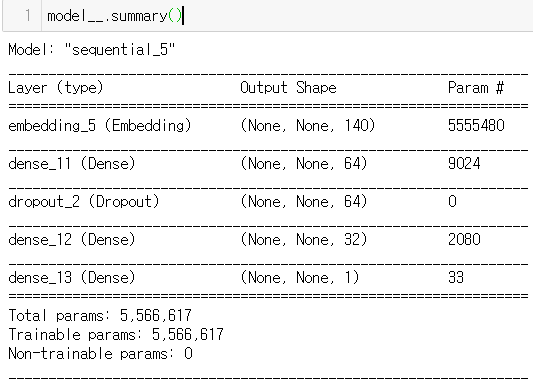 1 model__.summary()
Model: "sequential_5"
_________________________________________________________________
Layer (type) Output Shape Param #
=================================================================
embedding_5 (Embedding) (None, None, 140) 5555480
_________________________________________________________________
dense_11 (Dense) (None, None, 64) 9024
_________________________________________________________________
dropout_2 (Dropout) (None, None, 64) 0
_________________________________________________________________
dense_12 (Dense) (None, None, 32) 2080
_________________________________________________________________
dense_13 (Dense) (None, None, 1) 33
=================================================================
Total params: 5,566,617
Trainable params: 5,566,617
Non-trainable params: 0
_________________________________________________________________